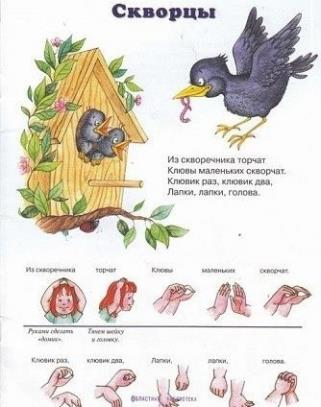 Скворцы
Из скворечника торчат
Клювы маленьких скворчат.
Клювик раз, клювик два,
Лапки, лапки, голова.
Из скворечника торчат Клювы маленьких скворчат.
Руками сделать «домик». Тянем шейку и головку.
Клювик раз, клювик два, Лапки, лапки, голова.